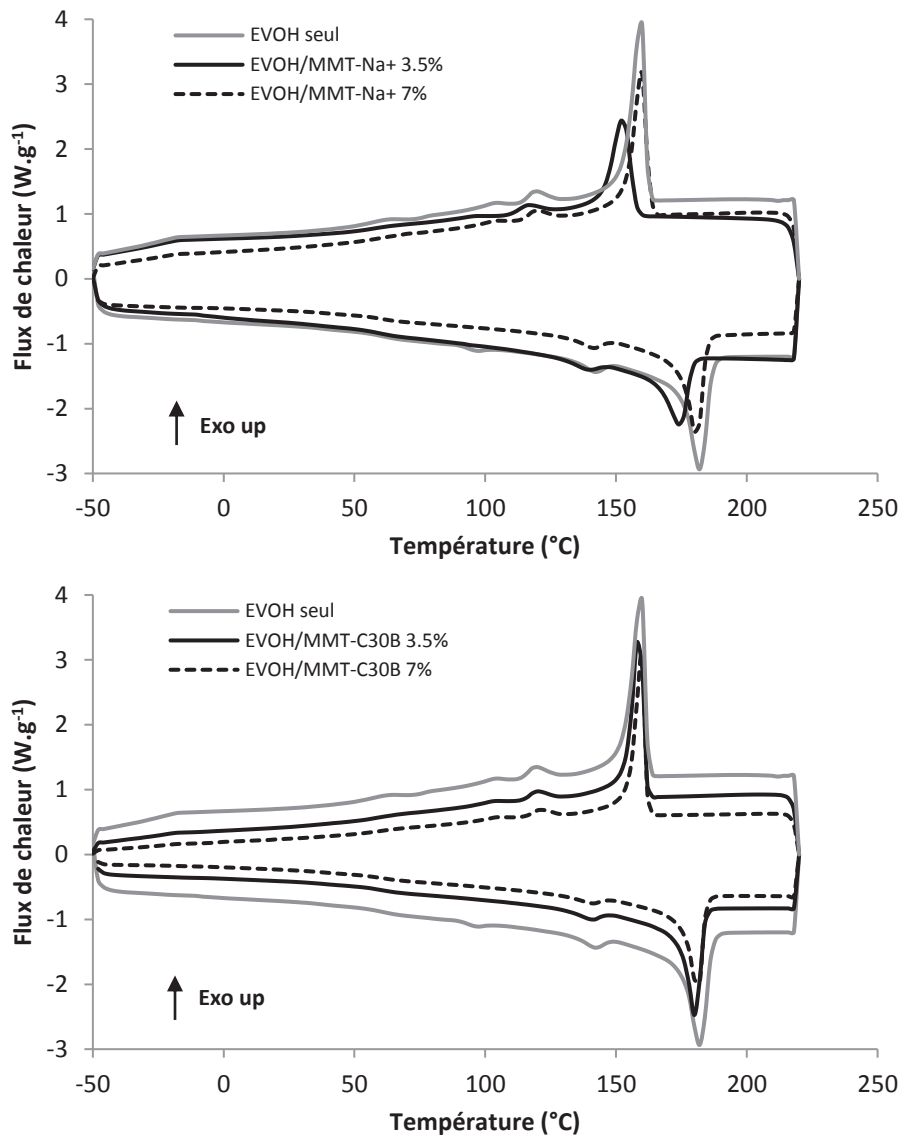 4
EVOH seul
EVOH/MMT-Na+ 3.5%
3
EVOH/MMT-Na+ 7%
2
1
0
-1
-2
-3
Flux de chaleur (W.g-1)
Exo up
-50 0 50 100 150 200 250
Température (°C)
4
EVOH seul
EVOH/MMT-C30B 3.5%
3
EVOH/MMT-C30B 7%
2
1
0
-1
-2
-3
Flux de chaleur (W.g-1)
Exo up
-50 0 50 100 150 200 250
Température (°C)